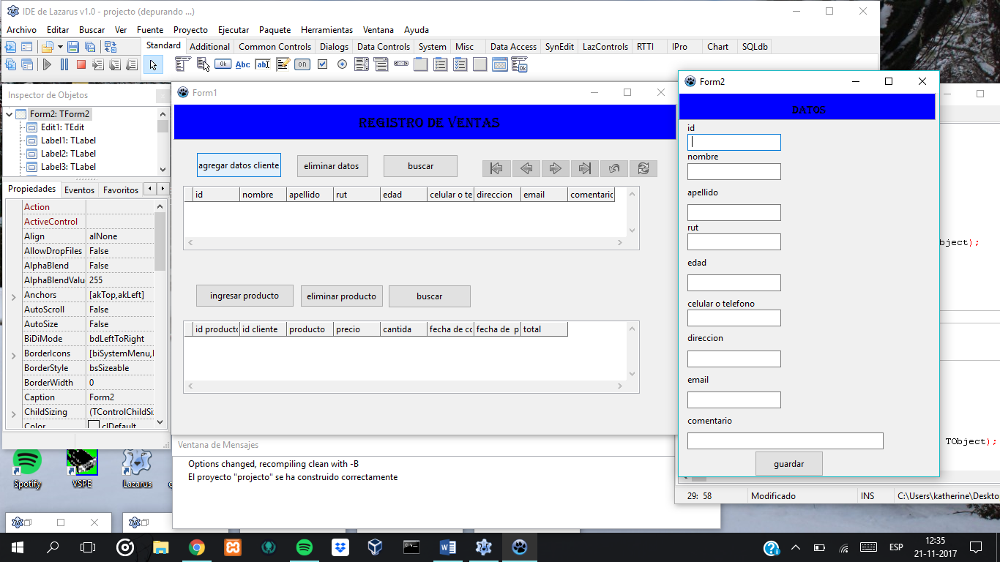 IDE de Lazarus v1.0 - projecto (depurando ...)
Archivo Editar Buscar Ver Fuente Proyecto Ejecutar Paquete Herramientas Ventana Ayuda
Standard Additional Common Controls Dialogs Data Controls System Misc Data Access SynEdit LazControls RTTI IPro Chart SQLdb
Ok Abc ab on
Inspector de Objetos
Form2: TForm2
Edit1: TEdit
Label1: TLabel
Label2: TLabel
Label3: TLabel
Propiedades Eventos Favoritos
Action
ActiveControl
Align alNone
AllowDropFiles False
AlphaBlend False
AlphaBlendValu 255
Anchors [akTop,akLeft]
AutoScroll False
AutoSize False
BiDiMode bdLeftToRight
BorderIcons [biSystemMenu,
BorderStyle bsSizeable
BorderWidth 0
Caption Form2
ChildSizing (TControlChildSi
Color clDefault
Form1
REGISTRO DE VENTAS
agregar datos cliente eliminar datos buscar
id nombre apellido rut edad celular o te direccion email comentaric
ingresar producto eliminar producto buscar
id producto id cliente producto precio cantida fecha de co fecha de p total
Ventana de Mensajes
Options changed, recompiling clean with -B
El proyecto "projecto" se ha construido correctamente
Form2
DATOS
id
nombre
apellido
rut
edad
celular o telefono
direccion
email
comentario
guardar
bject);
TObject);
29: 58 Modificado INS C:\Users\katherine\Deskto
Spotify
VSPE
Lazarus
e
ESP
12:35
21-11-2017